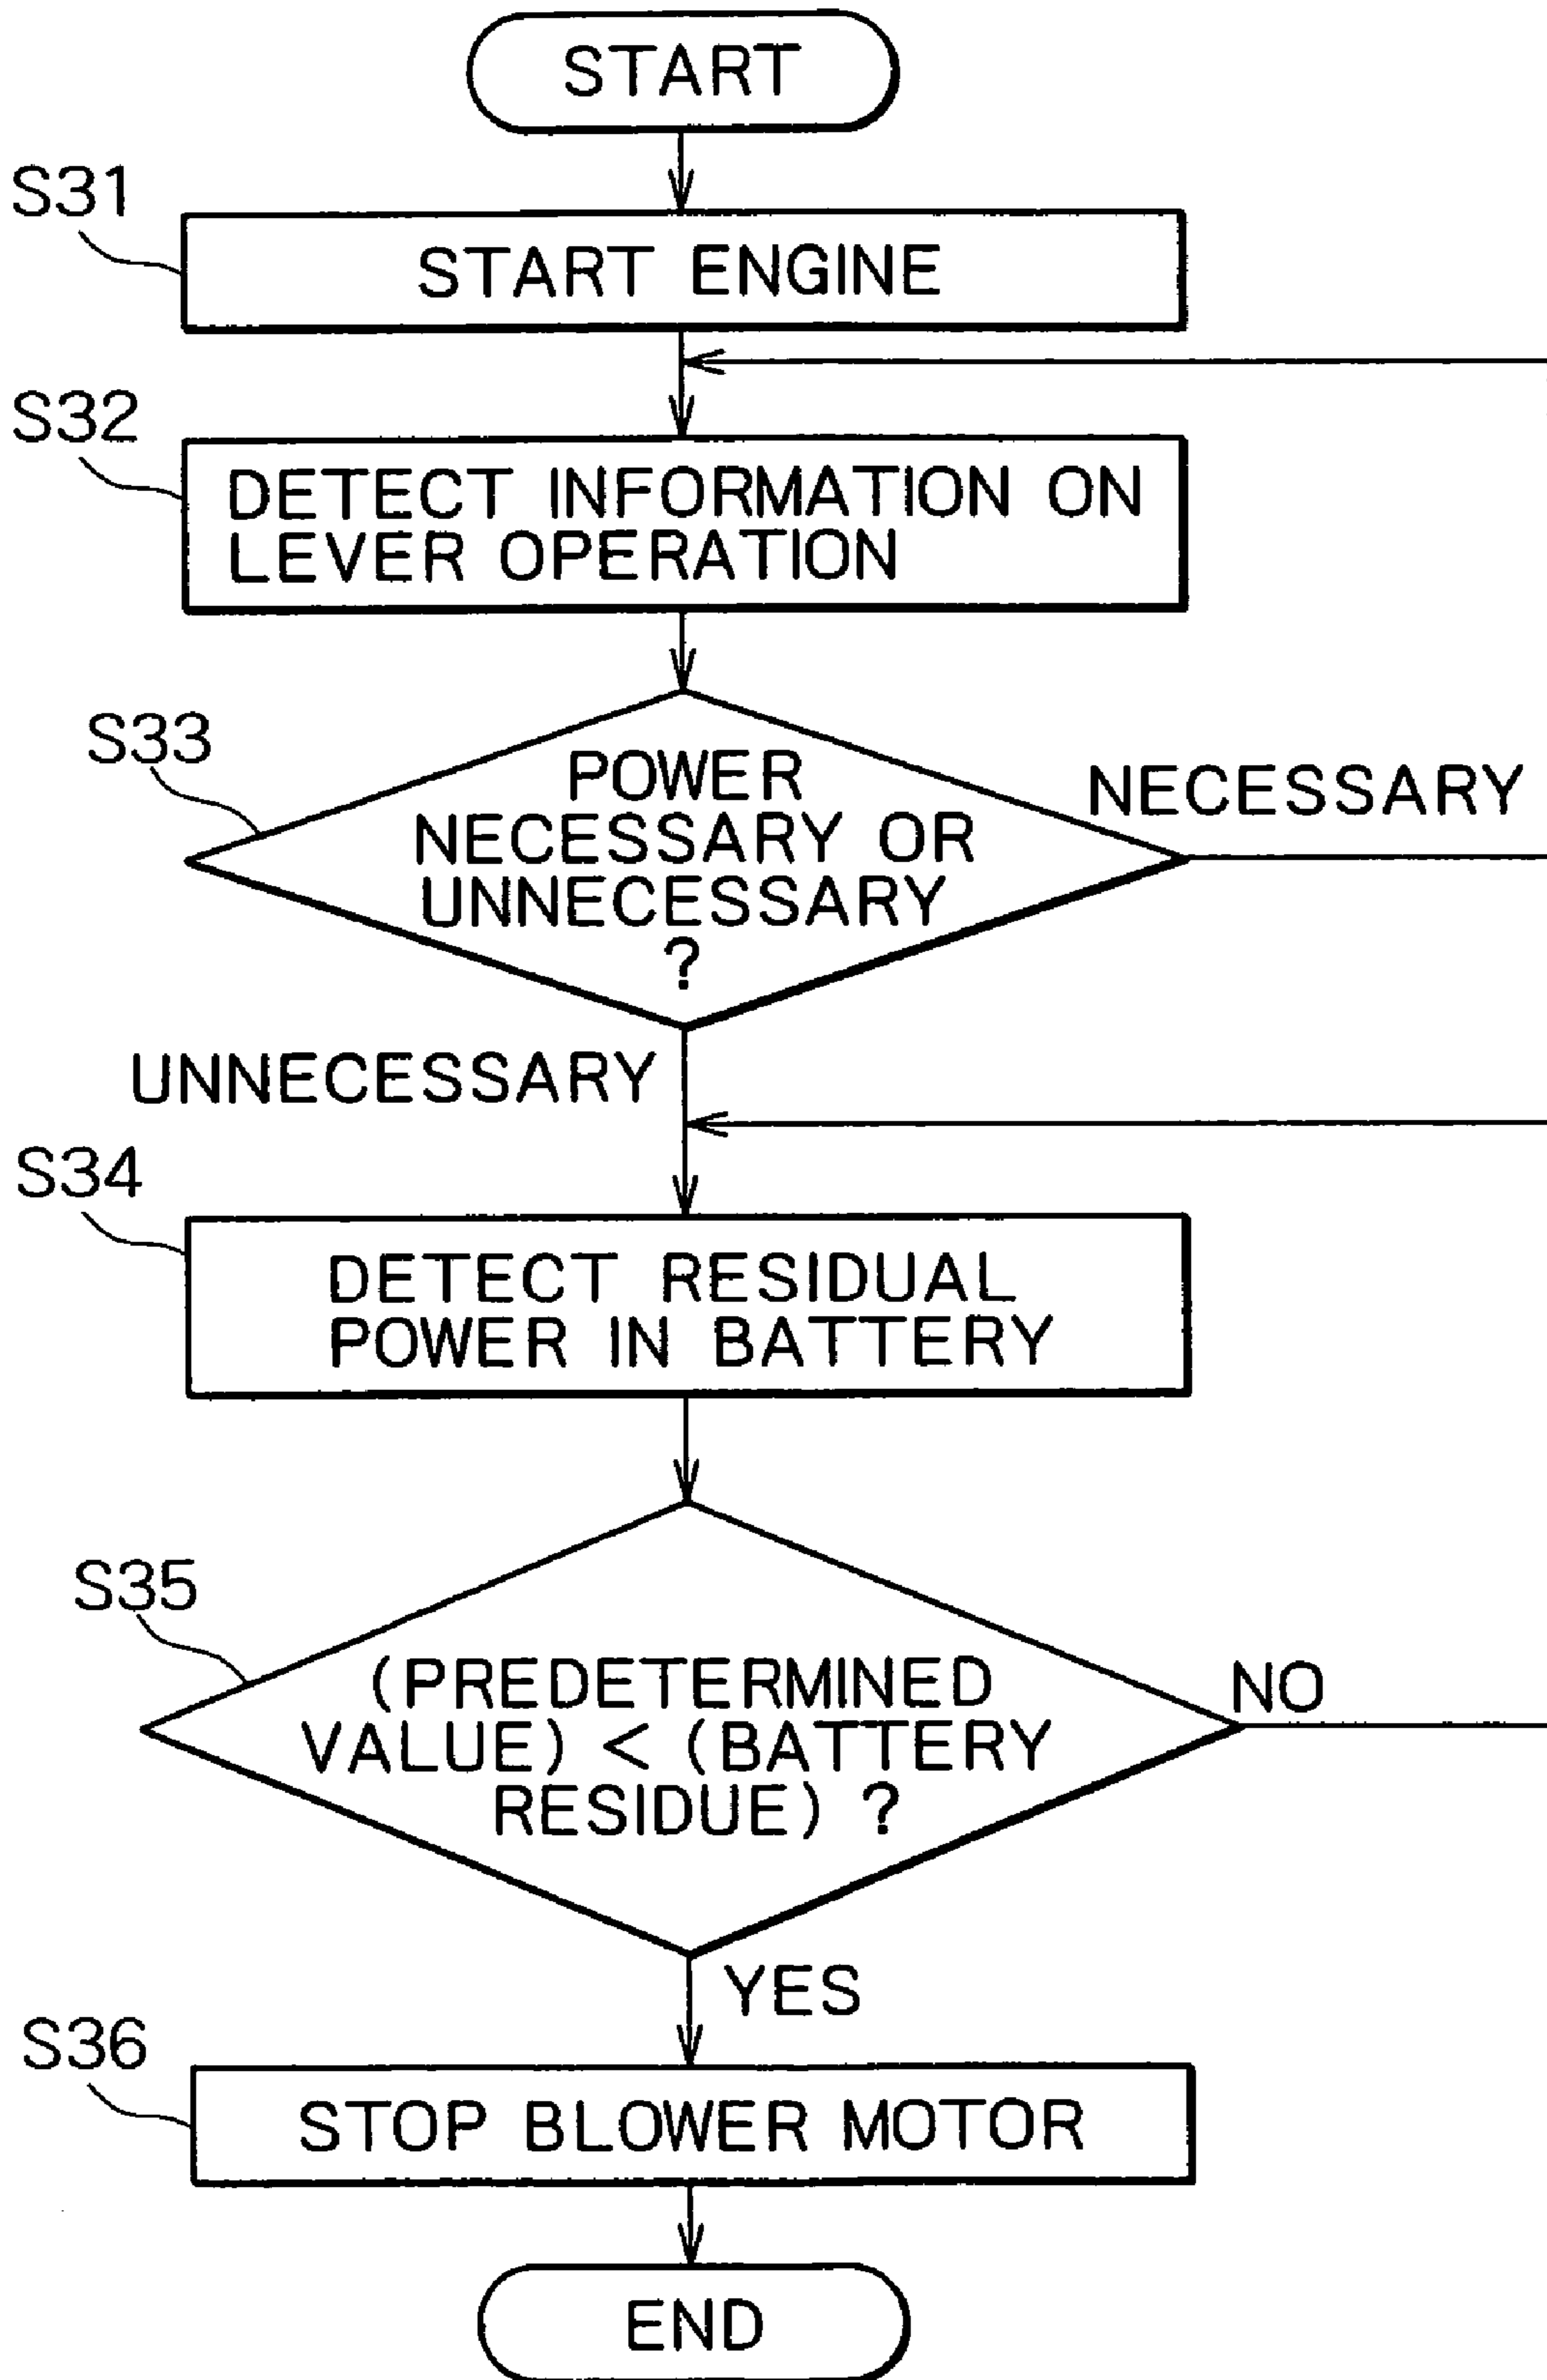 START
S31
START ENGINE
S32
DETECT INFORMATION ON
LEVER OPERATION
S33
POWER
NECESSARY OR
UNNECESSARY
?
NECESSARY
UNNECESSARY
S34
DETECT RESIDUAL
POWER IN BATTERY
S35
(PREDETERMINED
VALUE) < (BATTERY
RESIDUE) ?
NO
YES
S36
STOP BLOWER MOTOR
END